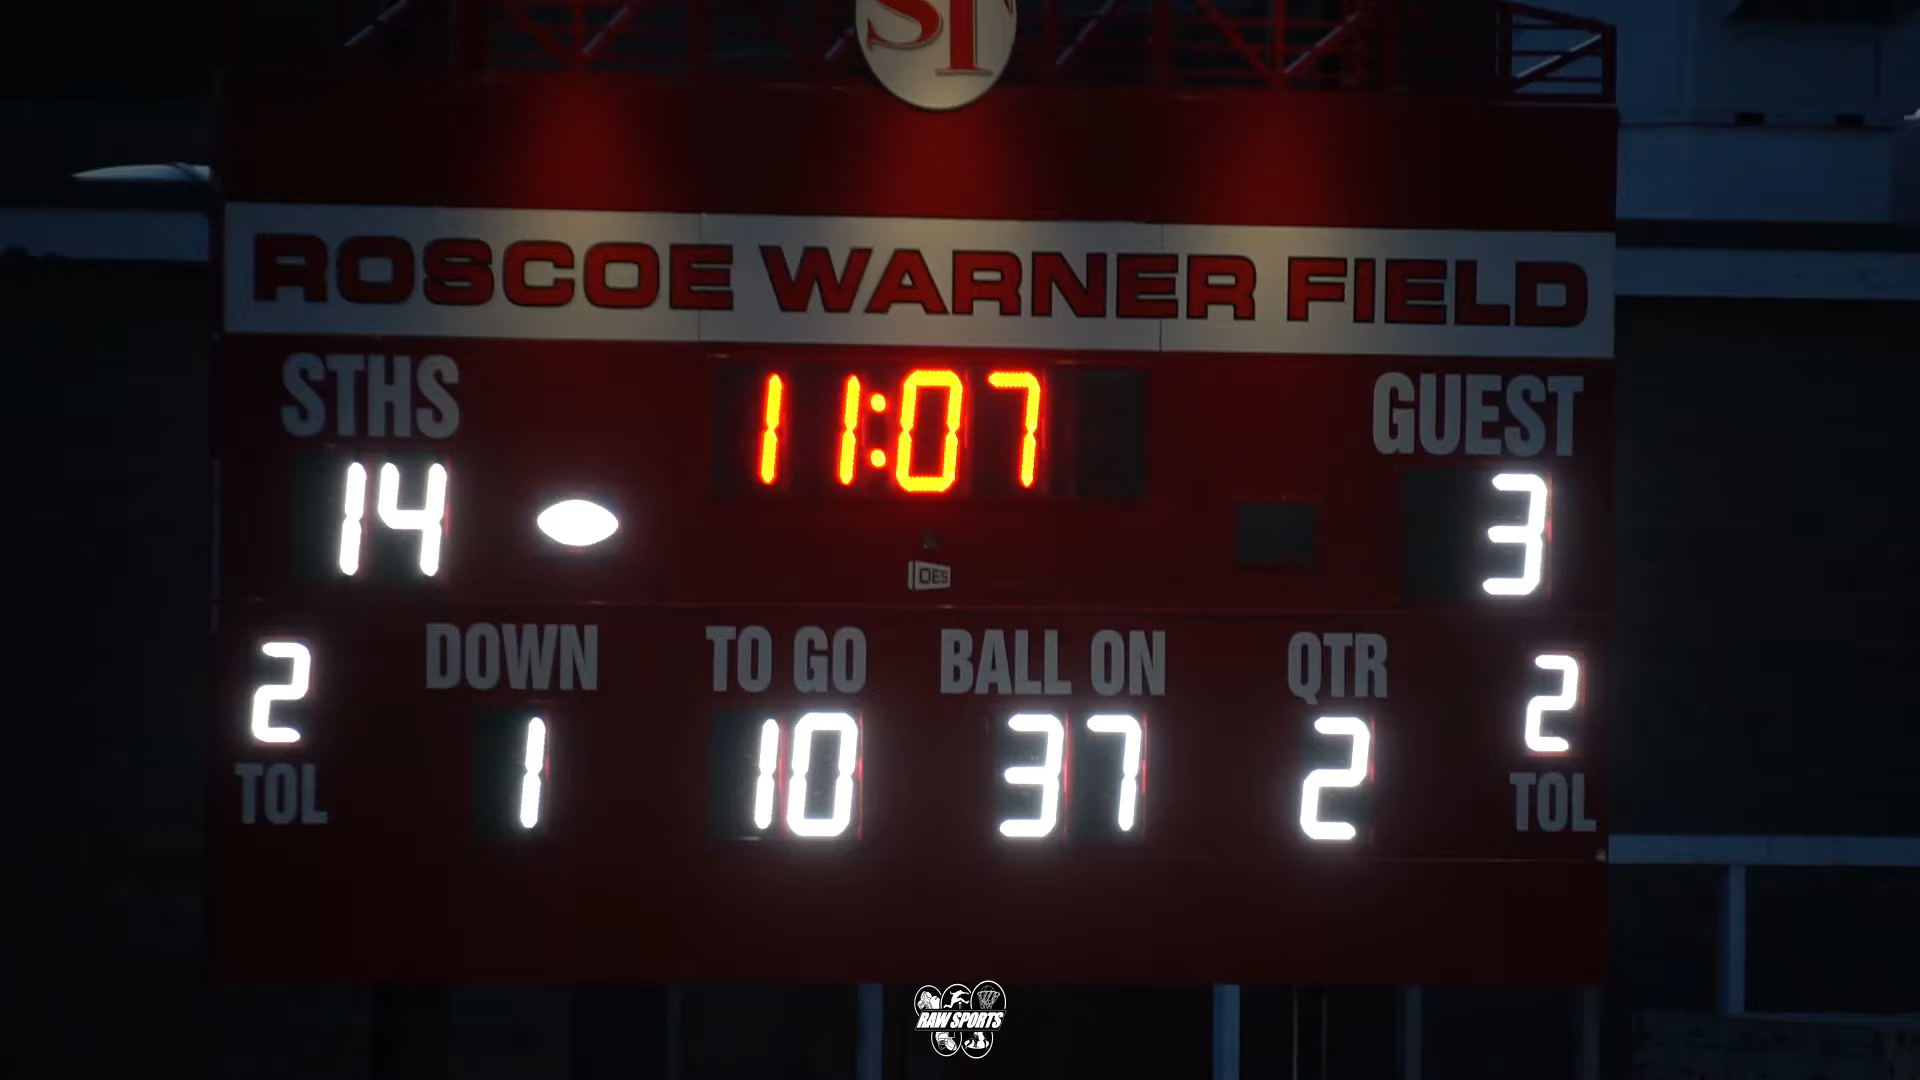 ST
ROSCOE WARNER FIELD
STHS 11:07 GUEST
14 3
OES
DOWN TO GO BALL ON QTR
2 1 10 37 2 2
TOL TOL
RAW SPORTS